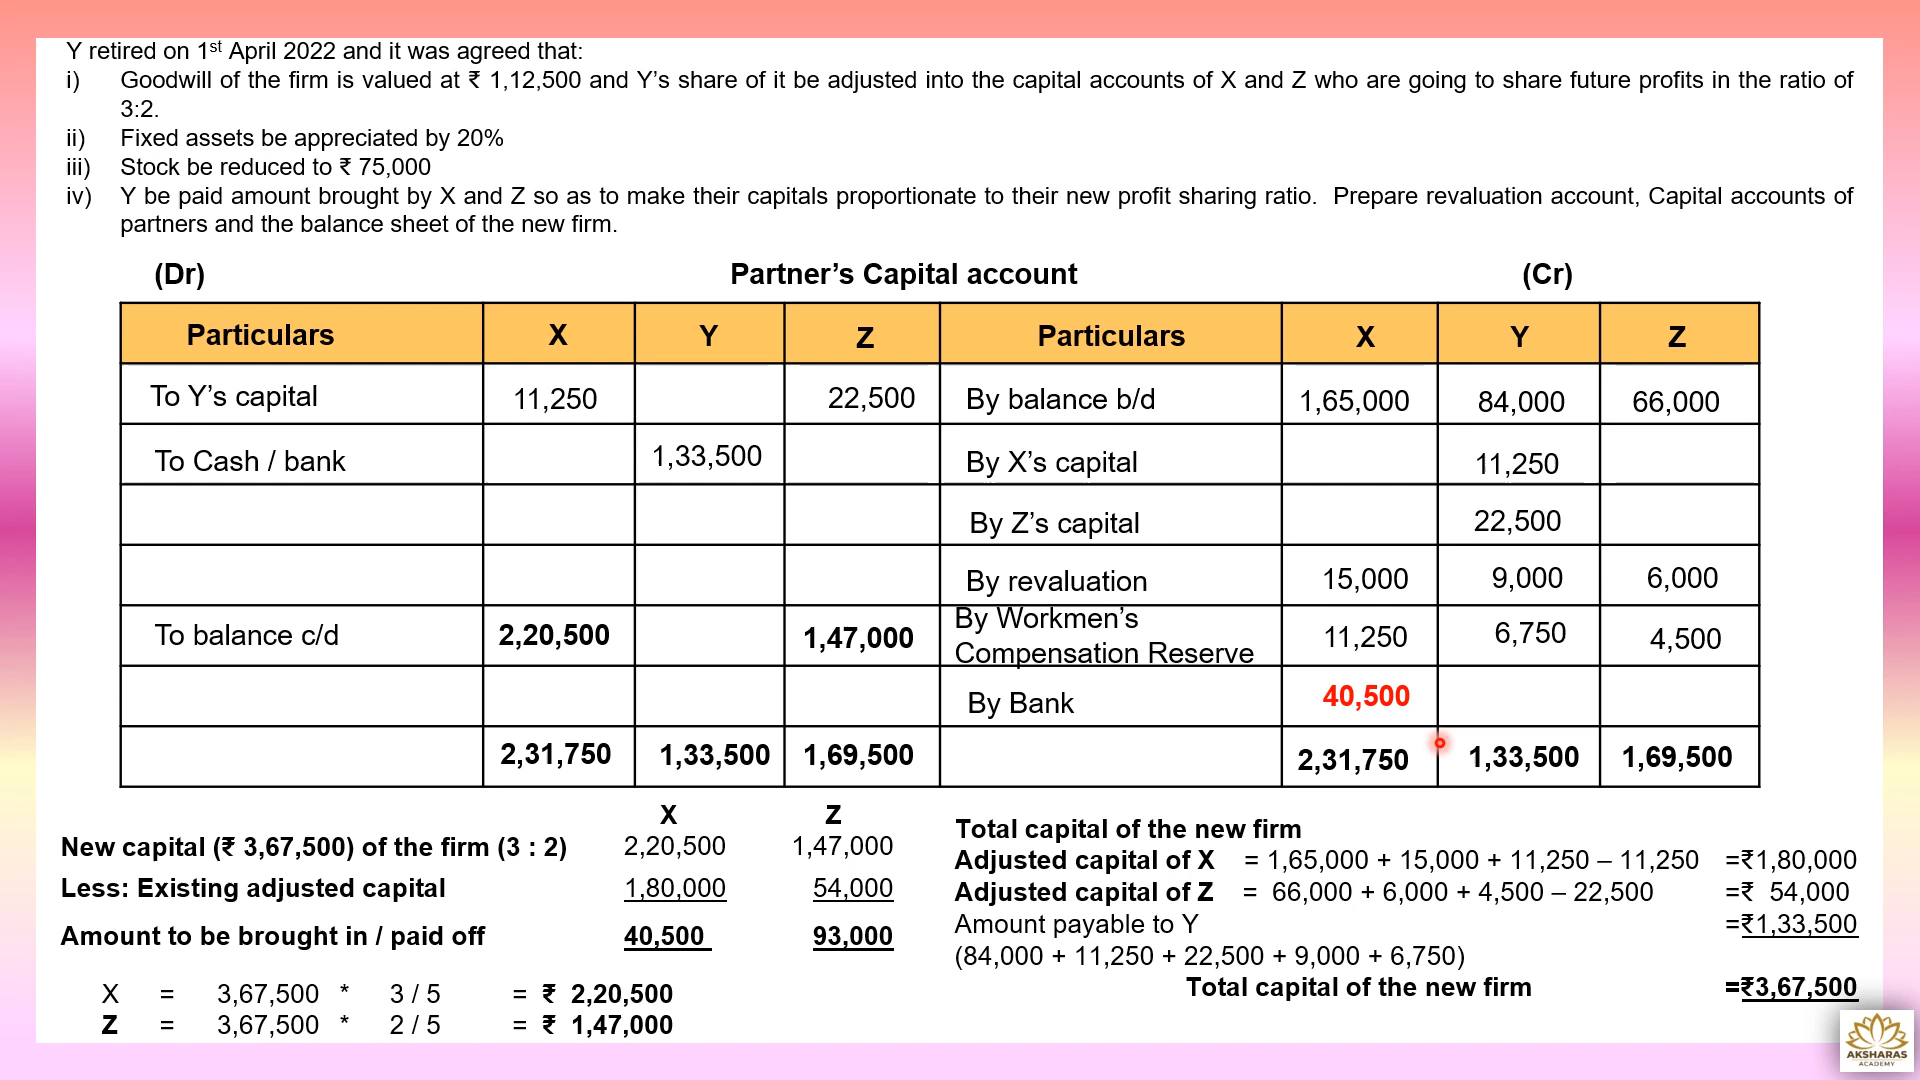 Y retired on 1st April 2022 and it was agreed that:
i) Goodwill of the firm is valued at ₹ 1,12,500 and Y’s share of it be adjusted into the capital accounts of X and Z who are going to share future profits in the ratio of
3:2.
ii) Fixed assets be appreciated by 20%
iii) Stock be reduced to ₹ 75,000
iv) Y be paid amount brought by X and Z so as to make their capitals proportionate to their new profit sharing ratio. Prepare revaluation account, Capital accounts of
partners and the balance sheet of the new firm.
(Dr) Partner’s Capital account (Cr)
Particulars X Y Z Particulars X Y Z
To Y’s capital 11,250 22,500 By balance b/d 1,65,000 84,000 66,000
To Cash / bank 1,33,500 By X’s capital 11,250
By Z’s capital 22,500
By revaluation 15,000 9,000 6,000
To balance c/d 2,20,500 1,47,000 By Workmen’s
Compensation Reserve 11,250 6,750 4,500
By Bank 40,500
2,31,750 1,33,500 1,69,500 2,31,750 1,33,500 1,69,500
X Z
New capital (₹ 3,67,500) of the firm (3 : 2) 2,20,500 1,47,000
Less: Existing adjusted capital 1,80,000 54,000
Amount to be brought in / paid off 40,500 93,000
X = 3,67,500 * 3 / 5 = ₹ 2,20,500
Z = 3,67,500 * 2 / 5 = ₹ 1,47,000
Total capital of the new firm
Adjusted capital of X = 1,65,000 + 15,000 + 11,250 – 11,250 =₹1,80,000
Adjusted capital of Z = 66,000 + 6,000 + 4,500 – 22,500 =₹ 54,000
Amount payable to Y =₹1,33,500
(84,000 + 11,250 + 22,500 + 9,000 + 6,750)
Total capital of the new firm =₹3,67,500
AKSHARAS
ACADEMY